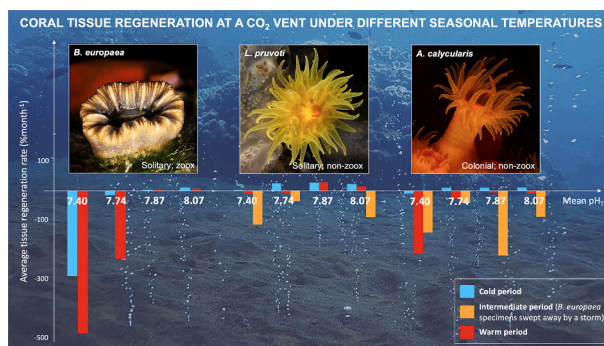 CORAL TISSUE REGENERATION AT A CO₂ VENT UNDER DIFFERENT SEASONAL TEMPERATURES
B. europaea
Solitary; zoox
L. pruvoti
Solitary; non-zoox
A. calycularis
Colonial; non-zoox
Average tissue regeneration rate (%month⁻¹)
100
-100
-300
-500
7.40 7.74 7.87 8.07 7.40 7.74 7.87 8.07 7.40 7.74 7.87 8.07 Mean pH
Cold period
Intermediate period (B. europaea
specimens swept away by a storm)
Warm period